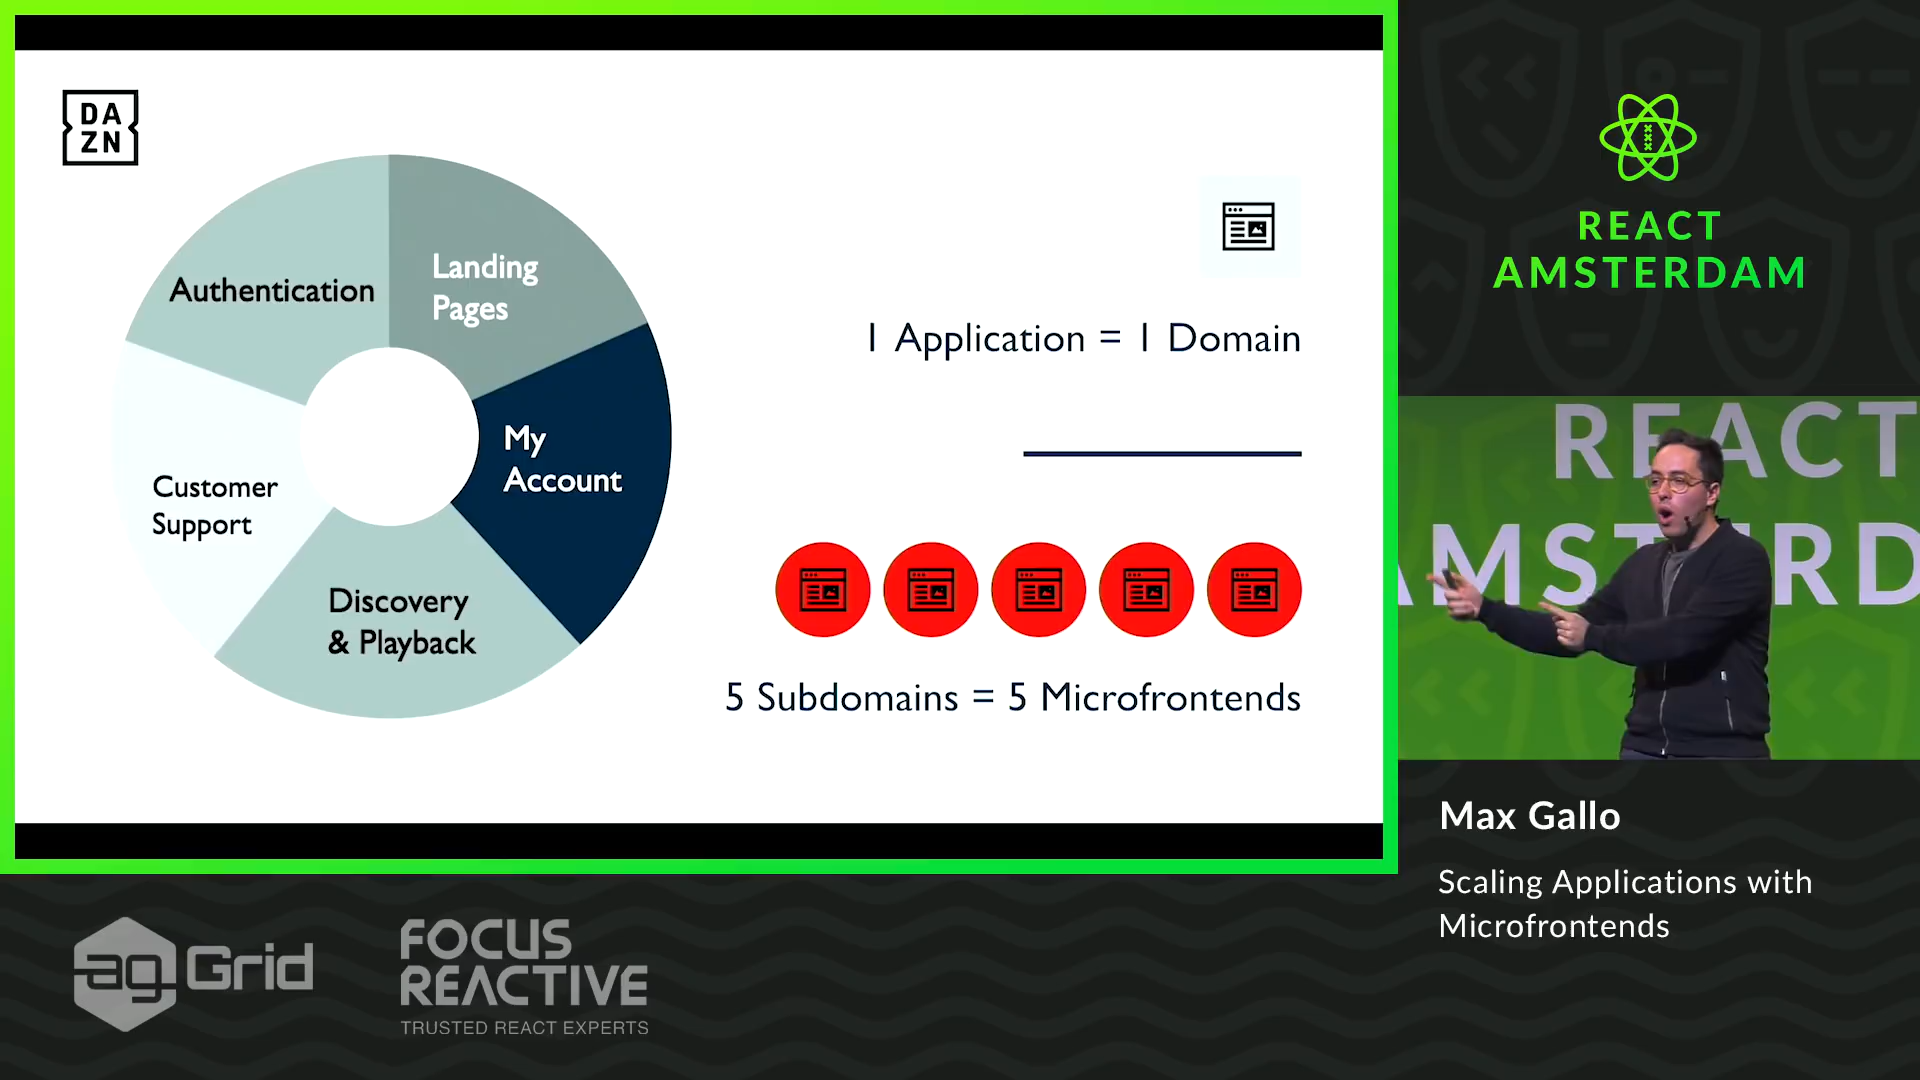 DA
ZN
Authentication
Landing
Pages
My
Account
Customer
Support
Discovery
& Playback
1 Application = 1 Domain
5 Subdomains = 5 Microfrontends
REACT
AMSTERDAM
REACT
AMSTERD
Max Gallo
Scaling Applications with
Microfrontends
ag Grid
FOCUS
REACTIVE
TRUSTED REACT EXPERTS